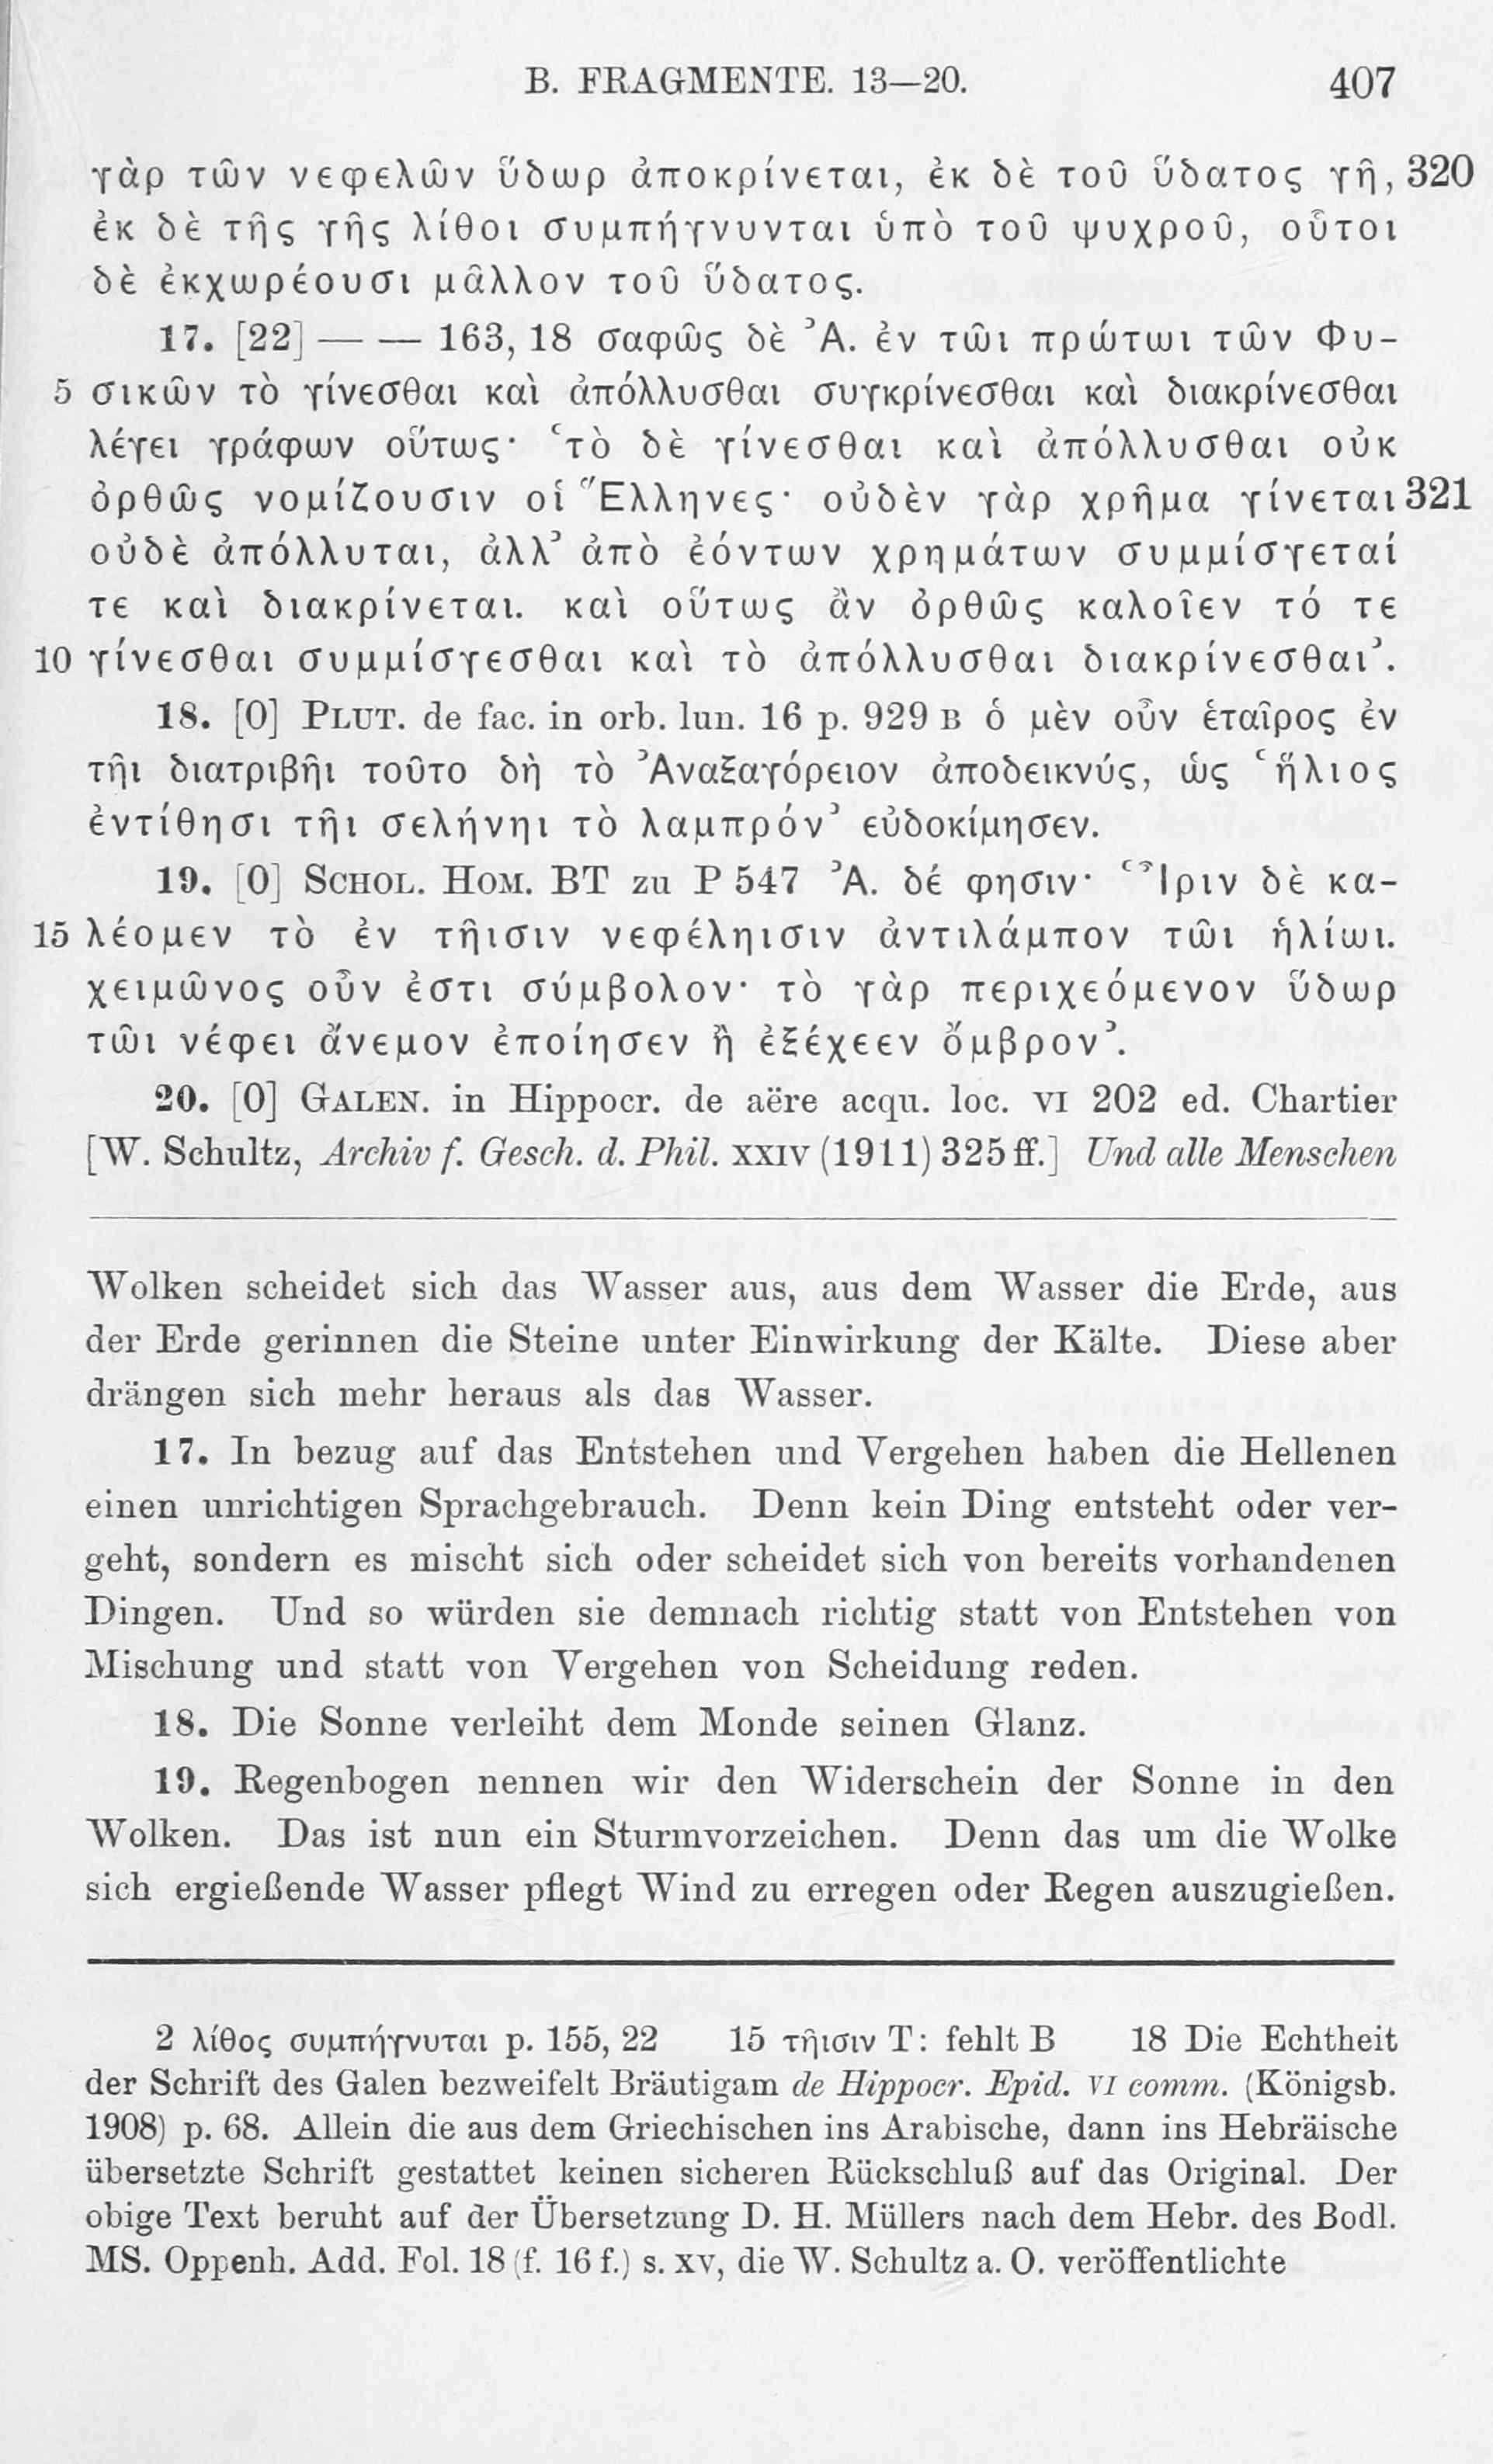 B. FRAGMENTE. 13—20. 407
γὰρ τῶν νεφελῶν ὕδωρ ἀποκρίνεται, ἐκ δὲ τοῦ ὕδατος γῆ, 320
ἐκ δὲ τῆς γῆς λίθοι συμπήγνυνται ὑπὸ τοῦ ψυχροῦ, οὗτοι
δὲ ἐκχωρέουσι μᾶλλον τοῦ ὕδατος.
17. [22] — — 163, 18 σαφῶς δὲ Ἀ. ἐν τῶι πρώτωι τῶν Φυ-
5 σικῶν τὸ γίνεσθαι καὶ ἀπόλλυσθαι συγκρίνεσθαι καὶ διακρίνεσθαι
λέγει γράφων οὕτως· ʽτὸ δὲ γίνεσθαι καὶ ἀπόλλυσθαι οὐκ
ὀρθῶς νομίζουσιν οἱ Ἕλληνες· οὐδὲν γὰρ χρῆμα γίνεται 321
οὐδὲ ἀπόλλυται, ἀλλ᾽ ἀπὸ ἐόντων χρημάτων συμμίσγεταί
τε καὶ διακρίνεται. καὶ οὕτως ἂν ὀρθῶς καλοῖεν τό τε
10 γίνεσθαι συμμίσγεσθαι καὶ τὸ ἀπόλλυσθαι διακρίνεσθαι᾽.
18. [0] PLUT. de fac. in orb. lun. 16 p. 929 B ὁ μὲν οὖν ἑταῖρος ἐν
τῆι διατριβῆι τοῦτο δὴ τὸ Ἀναξαγόρειον ἀποδεικνύς, ὡς ʽἥλιος
ἐντίθησι τῆι σελήνηι τὸ λαμπρόν᾽ εὐδοκίμησεν.
19. [0] SCHOL. HOM. BT zu P 547 Ἀ. δέ φησιν· ʽἾριν δὲ κα-
15 λέομεν τὸ ἐν τῆισιν νεφέληισιν ἀντιλάμπον τῶι ἡλίωι.
χειμῶνος οὖν ἐστι σύμβολον· τὸ γὰρ περιχεόμενον ὕδωρ
τῶι νέφει ἄνεμον ἐποίησεν ἢ ἐξέχεεν ὄμβρον᾽.
20. [0] GALEN. in Hippocr. de aëre acqu. loc. VI 202 ed. Chartier
[W. Schultz, Archiv f. Gesch. d. Phil. XXIV (1911) 325 ff.] Und alle Menschen
Wolken scheidet sich das Wasser aus, aus dem Wasser die Erde, aus
der Erde gerinnen die Steine unter Einwirkung der Kälte. Diese aber
drängen sich mehr heraus als das Wasser.
17. In bezug auf das Entstehen und Vergehen haben die Hellenen
einen unrichtigen Sprachgebrauch. Denn kein Ding entsteht oder ver-
geht, sondern es mischt sich oder scheidet sich von bereits vorhandenen
Dingen. Und so würden sie demnach richtig statt von Entstehen von
Mischung und statt von Vergehen von Scheidung reden.
18. Die Sonne verleiht dem Monde seinen Glanz.
19. Regenbogen nennen wir den Widerschein der Sonne in den
Wolken. Das ist nun ein Sturmvorzeichen. Denn das um die Wolke
sich ergießende Wasser pflegt Wind zu erregen oder Regen auszugießen.
2 λίθος συμπήγνυται p. 155, 22 15 τῆισιν T: fehlt B 18 Die Echtheit
der Schrift des Galen bezweifelt Bräutigam de Hippocr. Epid. VI comm. (Königsb.
1908) p. 68. Allein die aus dem Griechischen ins Arabische, dann ins Hebräische
übersetzte Schrift gestattet keinen sicheren Rückschluß auf das Original. Der
obige Text beruht auf der Übersetzung D. H. Müllers nach dem Hebr. des Bodl.
MS. Oppenh. Add. Fol. 18 (f. 16 f.) s. XV, die W. Schultz a. O. veröffentlichte